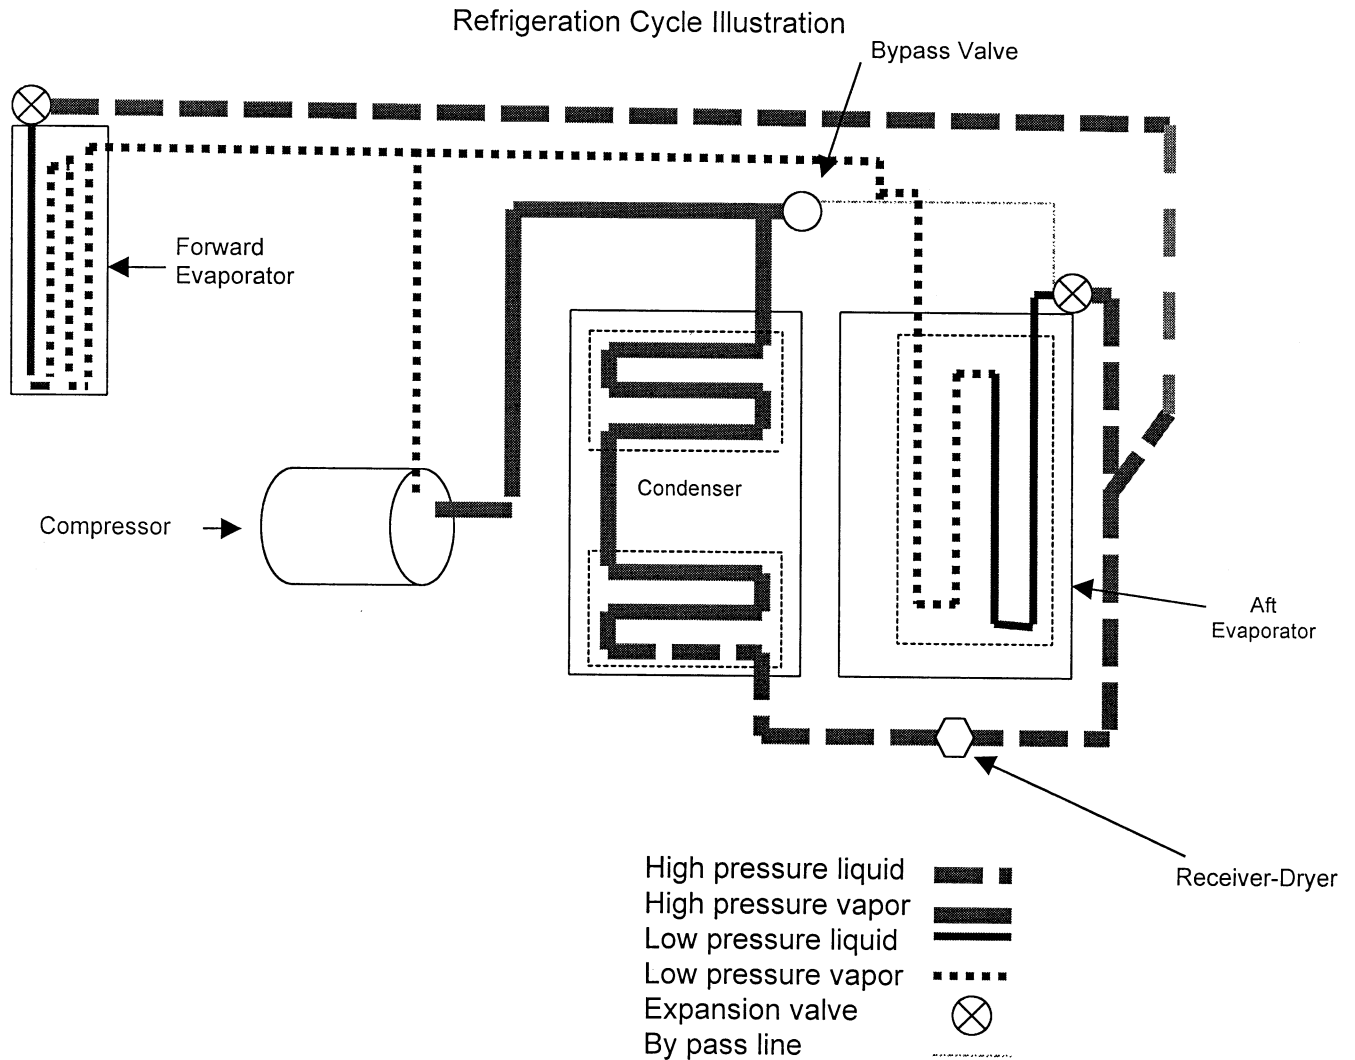 Refrigeration Cycle Illustration
Bypass Valve
Forward
Evaporator
Condenser
Compressor
Aft
Evaporator
Receiver-Dryer
High pressure liquid
High pressure vapor
Low pressure liquid
Low pressure vapor
Expansion valve
By pass line